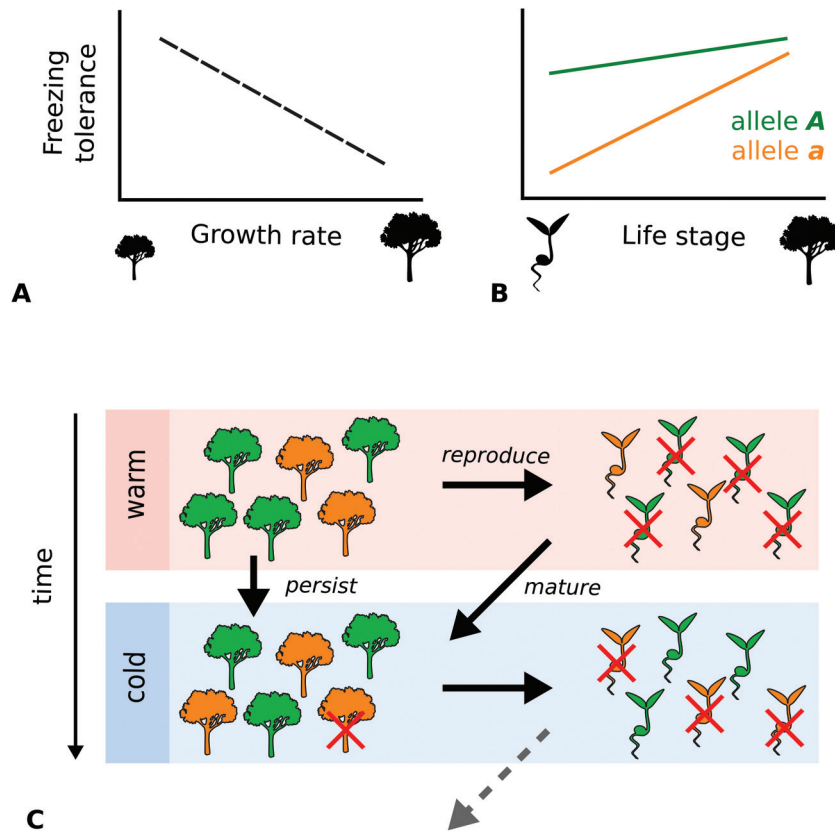 Freezing
tolerance
Growth rate
A
allele A
allele a
Life stage
B
time
warm
reproduce
persist
mature
cold
C